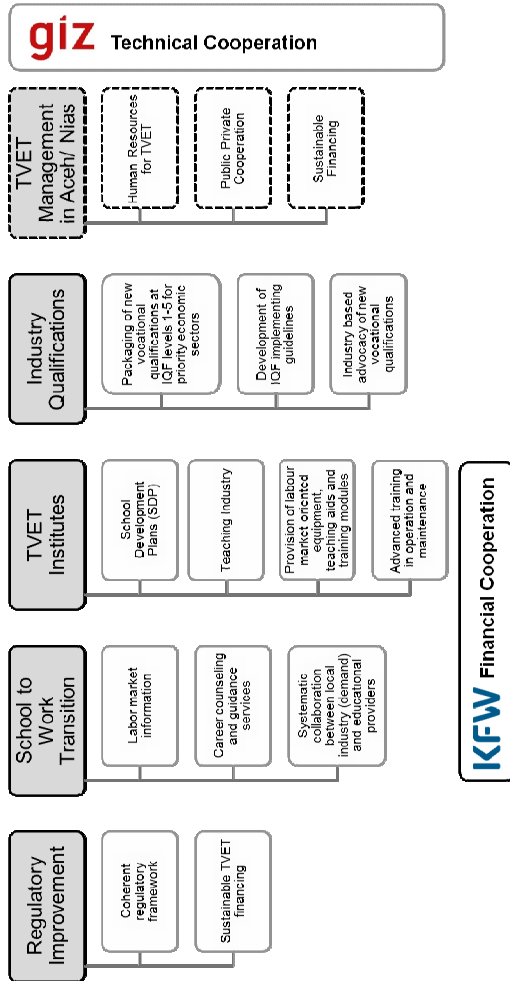 giz Technical Cooperation
Regulatory
Improvement
Coherent
regulatory
framework
Sustainable TVET
financing
School to
Work
Transition
Labor market
information
Career counseling
and guidance
services
Systematic
collaboration
between local
industry (demand)
and educational
providers
TVET
Institutes
School
Development
Plans (SDP)
Teaching Industry
Provision of labour
market oriented
equipment,
teaching aids and
training modules
Advanced training
in operation and
maintenance
Industry
Qualifications
Packaging of new
vocational
qualifications at
IQF levels 1-5 for
priority economic
sectors
Development of
IQF implementing
guidelines
Industry based
advocacy of new
vocational
qualifications
TVET
Management
in Aceh/ Nias
Human Resources
for TVET
Public Private
Cooperation
Sustainable
Financing
KFW Financial Cooperation